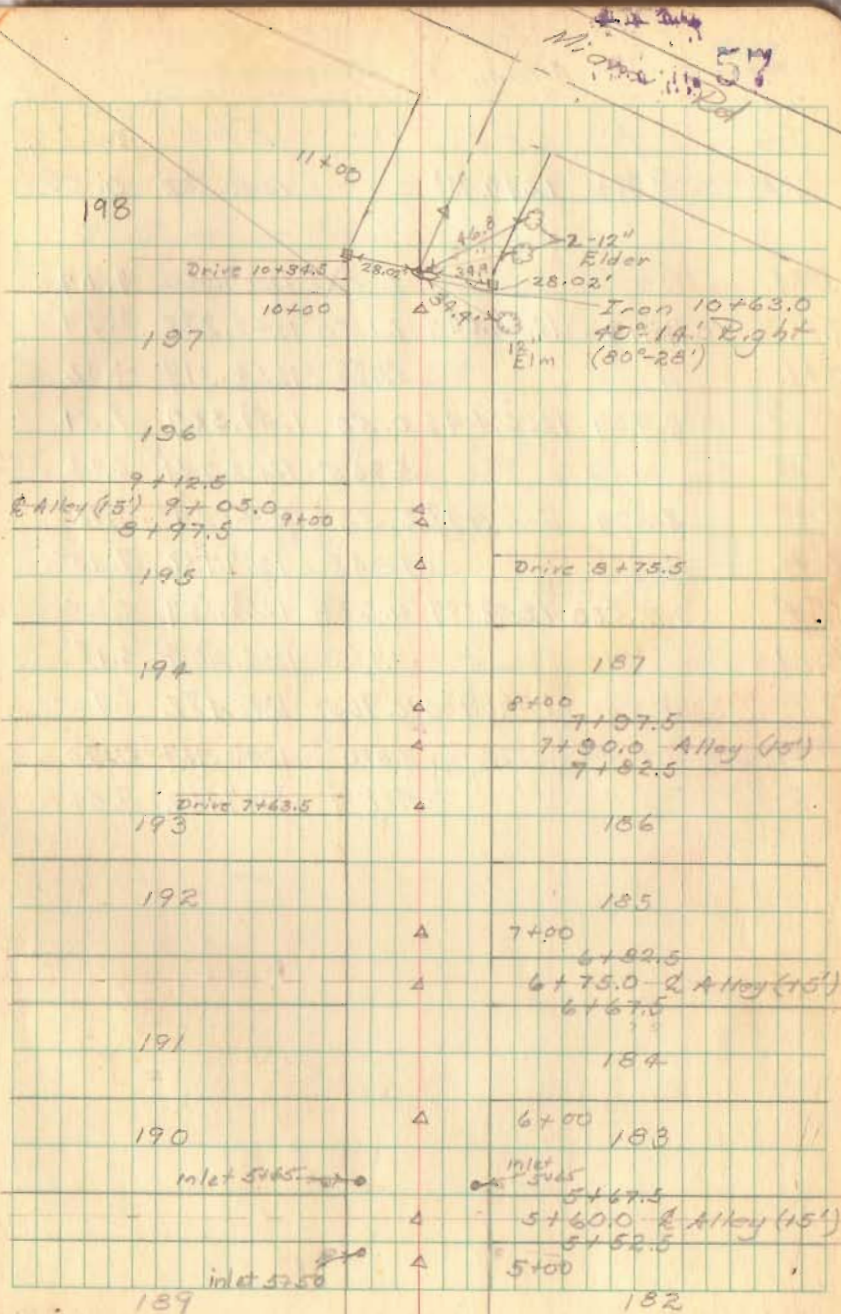 57
Rd
11+00
198
46.8
2-12"
Elder
Drive 10+34.5
28.02'
28.02'
10+00
Iron 10+63.0
40°-14' Right
(80°-28')
12"
Elm
197
196
9+12.5
℄ Alley (15') 9+05.0
9+00
8+97.5
Drive 8+75.5
195
194
187
8+00
7+97.5
7+90.0 Alley (15')
7+82.5
Drive 7+63.5
193
186
192
185
7+00
6+82.5
6+75.0 ℄ Alley (15')
6+67.5
191
184
6+00
190
183
inlet 5+65
inlet
5+65
5+67.5
5+60.0 ℄ Alley (15')
5+52.5
inlet 5+50
5+00
189
182